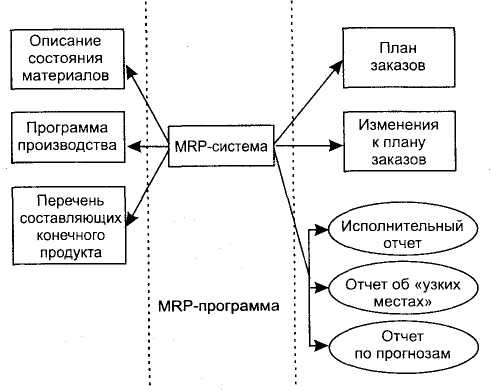 Описание
состояния
материалов
Программа
производства
Перечень
составляющих
конечного
продукта
MRP-система
MRP-программа
План
заказов
Изменения
к плану
заказов
Исполнительный
отчет
Отчет об «узких
местах»
Отчет
по прогнозам